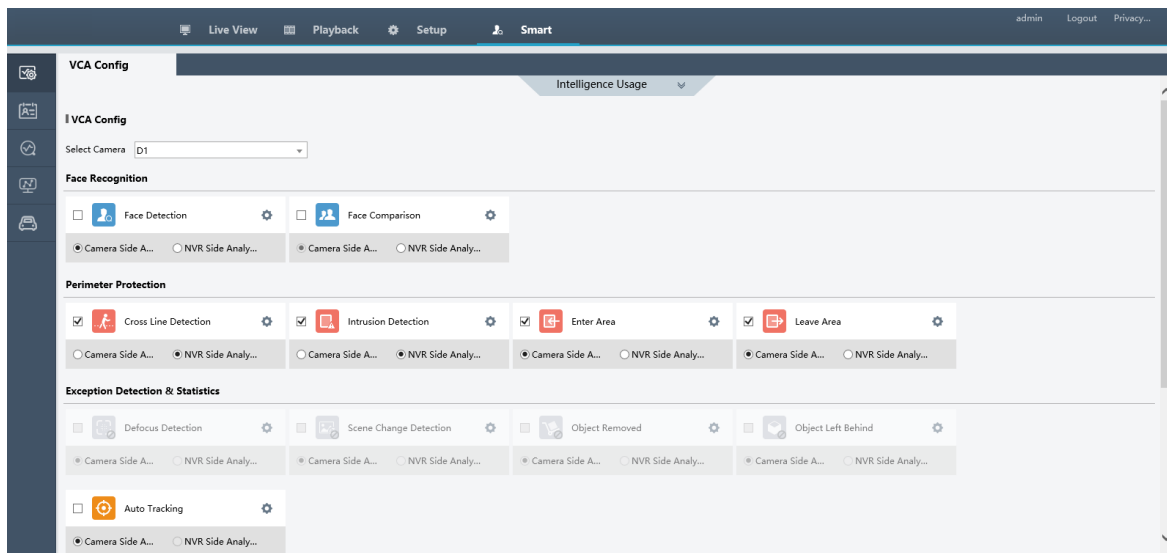 admin Logout Privacy...
Live View Playback Setup Smart
VCA Config
Intelligence Usage
VCA Config
Select Camera D1
Face Recognition
Face Detection Face Comparison
Camera Side A... NVR Side Analy... Camera Side A... NVR Side Analy...
Perimeter Protection
Cross Line Detection Intrusion Detection Enter Area Leave Area
Camera Side A... NVR Side Analy... Camera Side A... NVR Side Analy... Camera Side A... NVR Side Analy... Camera Side A... NVR Side Analy...
Exception Detection & Statistics
Defocus Detection Scene Change Detection Object Removed Object Left Behind
Camera Side A... NVR Side Analy... Camera Side A... NVR Side Analy... Camera Side A... NVR Side Analy... Camera Side A... NVR Side Analy...
Auto Tracking
Camera Side A... NVR Side Analy...